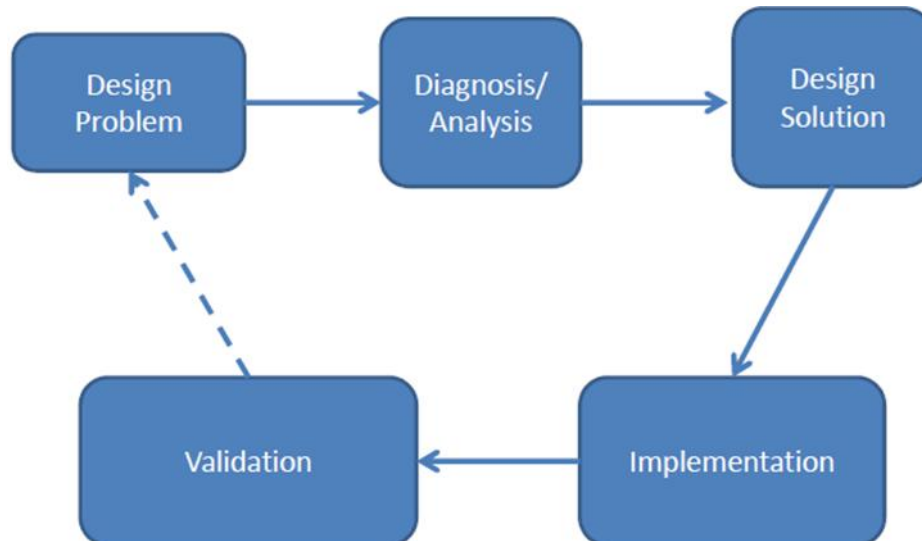 Design
Problem
Diagnosis/
Analysis
Design
Solution
Implementation
Validation